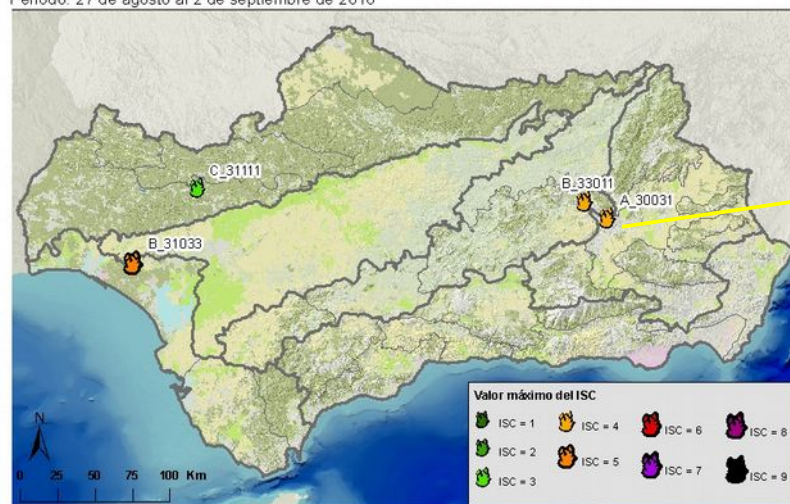 Periodo: 27 de agosto al 2 de septiembre de 2010
C_31111
B_33011
A_30031
B_31033
Valor máximo del ISC
ISC = 1
ISC = 4
ISC = 6
ISC = 8
ISC = 2
ISC = 5
ISC = 7
ISC = 9
ISC = 3
N
0 25 50 75 100 Km